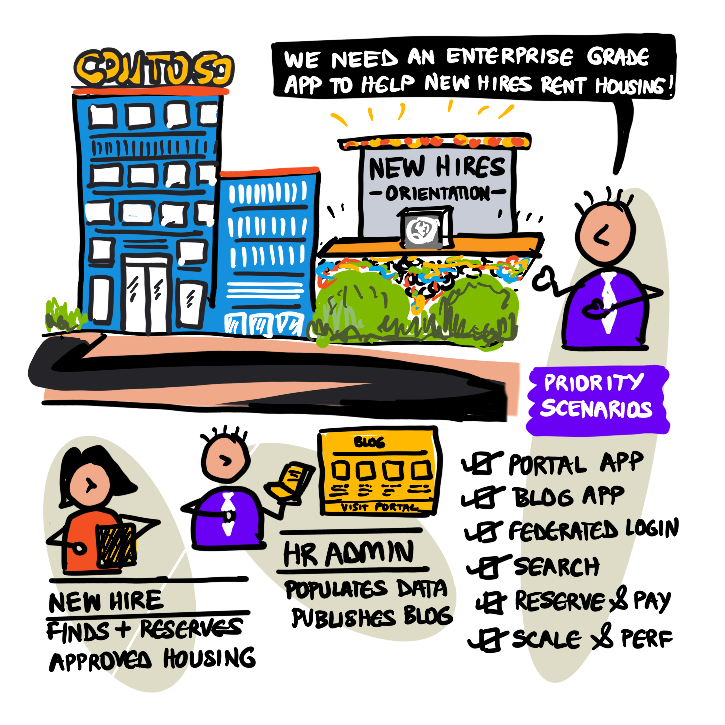 CONTOSO
WE NEED AN ENTERPRISE GRADE
APP TO HELP NEW HIRES RENT HOUSING!
NEW HIRES
- ORIENTATION -
PRIORITY
SCENARIOS
PORTAL APP
BLOG APP
FEDERATED LOGIN
SEARCH
RESERVE & PAY
SCALE & PERF
BLOG
VISIT PORTAL
NEW HIRE
FINDS + RESERVES
APPROVED HOUSING
HR ADMIN
POPULATES DATA
PUBLISHES BLOG